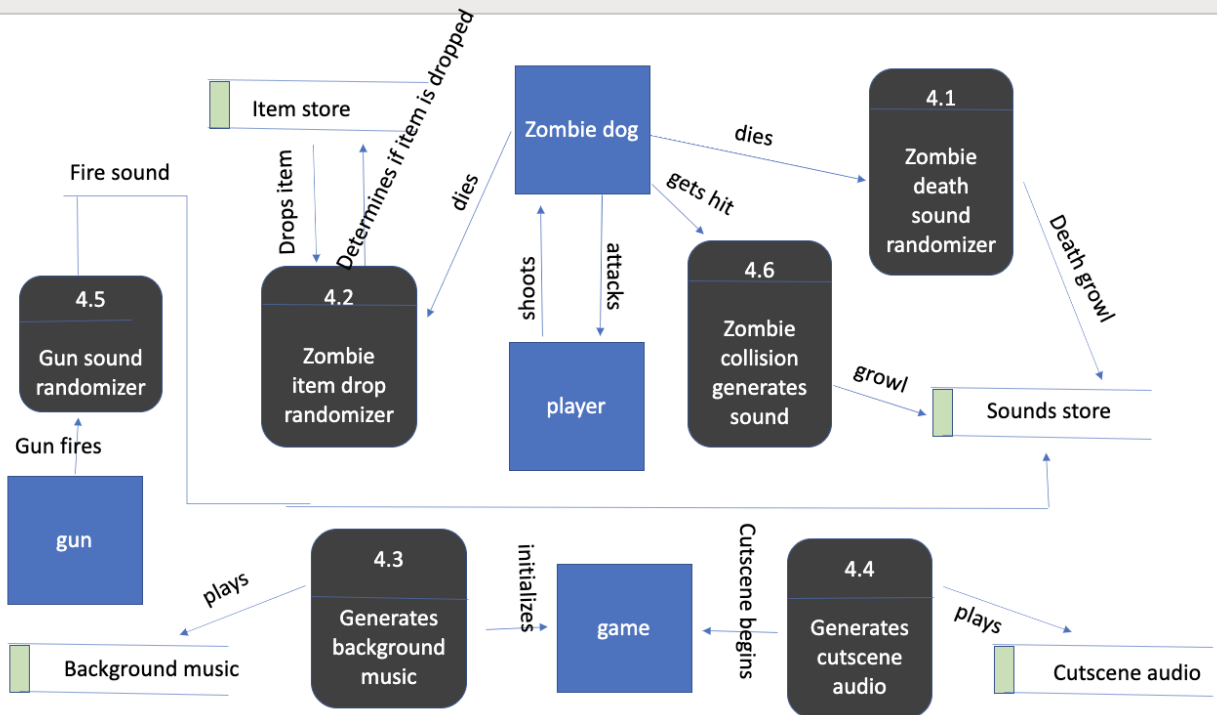 Item store
Determines if item is dropped
Drops item
Fire sound
dies
Zombie dog
dies
gets hit
4.1
Zombie
death
sound
randomizer
Death growl
4.5
Gun sound
randomizer
Gun fires
gun
4.2
Zombie
item drop
randomizer
shoots
attacks
player
4.6
Zombie
collision
generates
sound
growl
Sounds store
plays
Background music
4.3
Generates
background
music
initializes
game
Cutscene begins
4.4
Generates
cutscene
audio
plays
Cutscene audio